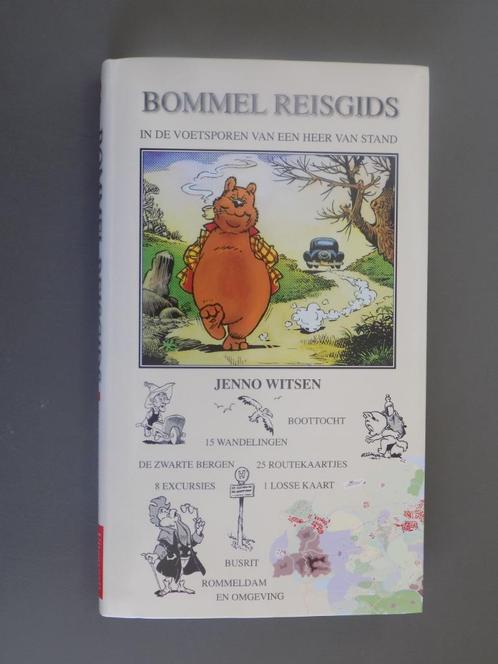 BOMMEL REISGIDS
IN DE VOETSPOREN VAN EEN HEER VAN STAND
JENNO WITSEN
BOOTTOCHT
15 WANDELINGEN
DE ZWARTE BERGEN
25 ROUTEKAARTJES
8 EXCURSIES
1 LOSSE KAART
BUSRIT
ROMMELDAM
EN OMGEVING
BOMMEL REISGIDS